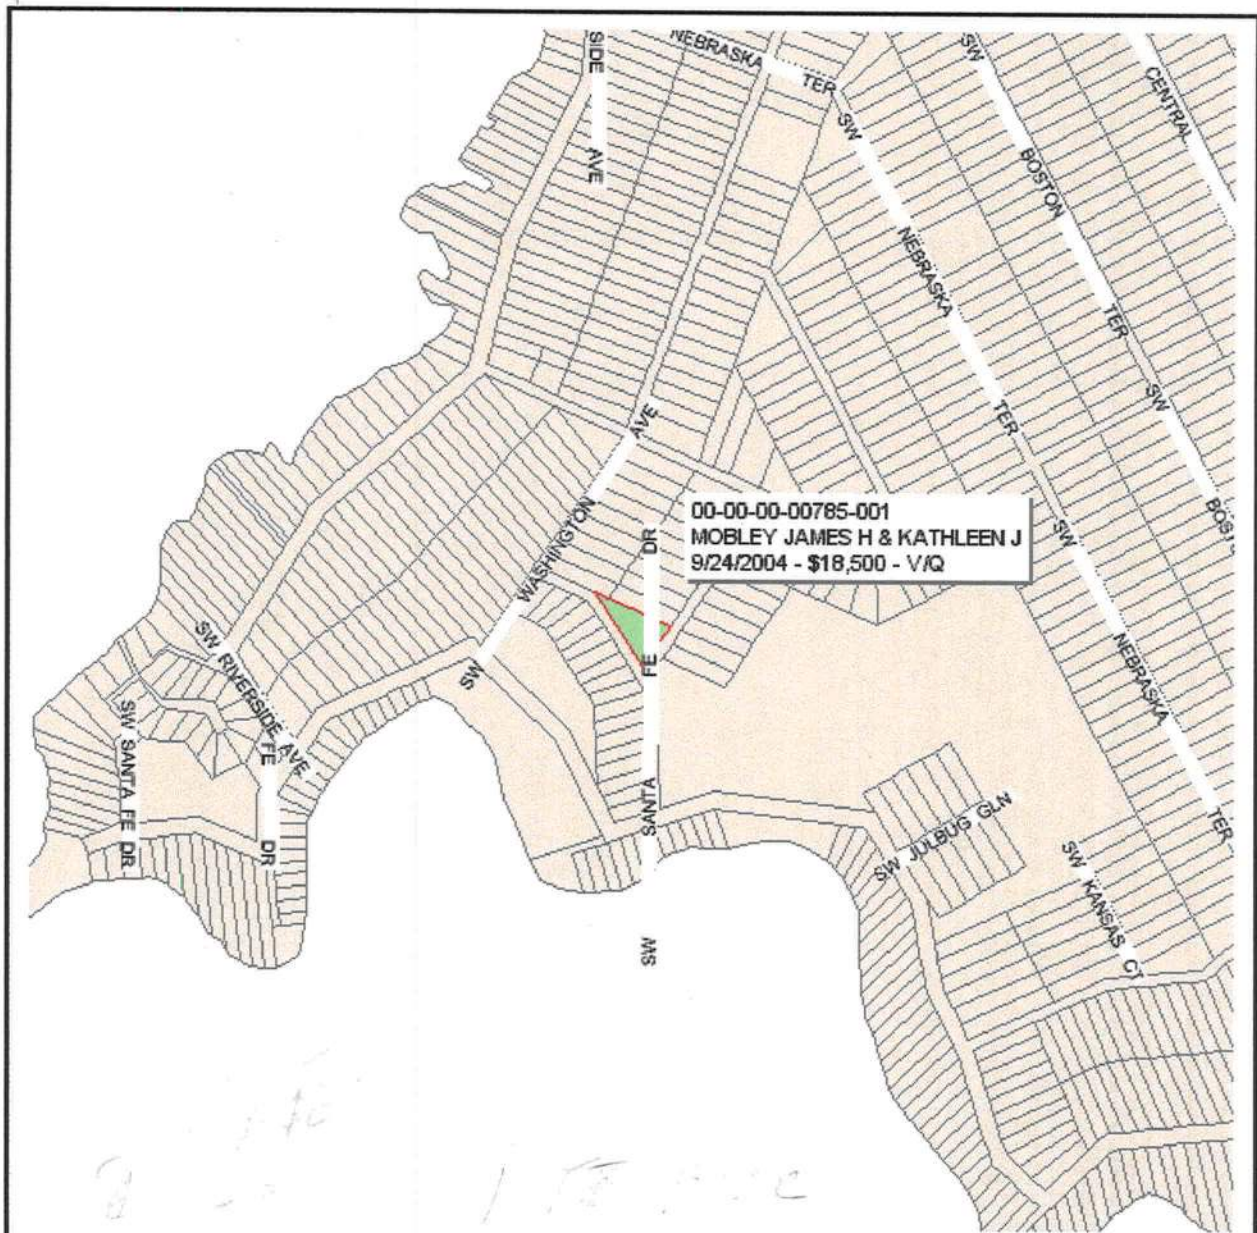 SIDE AVE
NEBRASKA TER
SW NEBRASKA TER
SW BOSTON TER
CENTRAL
SW BOST
SW NEBRASKA TER
SW WASHINGTON AVE
00-00-00-00785-001
MOBLEY JAMES H & KATHLEEN J
9/24/2004 - $18,500 - V/Q
SW SANTA FE DR
SW RIVERSIDE AVE
SW SANTA FE DR
FE DR
SW JULBUG GLN
SW KANSAS CT